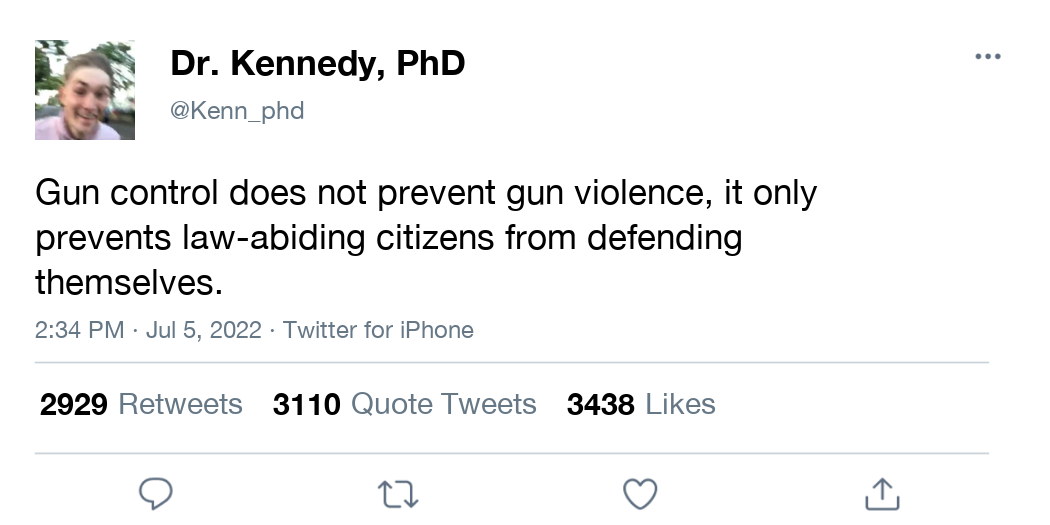 Dr. Kennedy, PhD
@Kenn_phd
Gun control does not prevent gun violence, it only
prevents law-abiding citizens from defending
themselves.
2:34 PM · Jul 5, 2022 · Twitter for iPhone
2929 Retweets 3110 Quote Tweets 3438 Likes